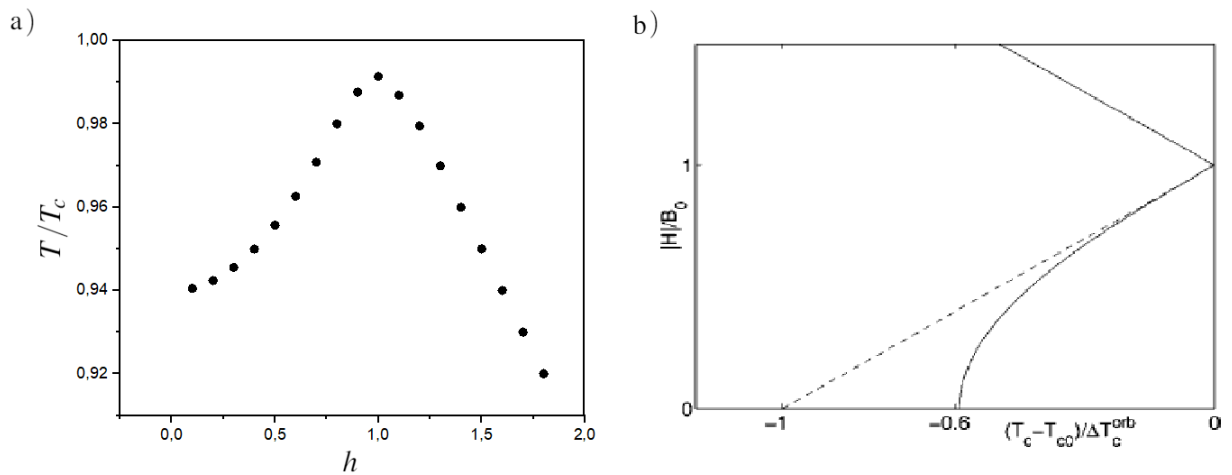 a)
b)
1,00
0,98
0,96
0,94
0,92
T/T_c
0,0 0,5 1,0 1,5 2,0
h
|H|/B_0
1
0
−1 −0.6 0
(T_c−T_c0)/ΔT_c^orb